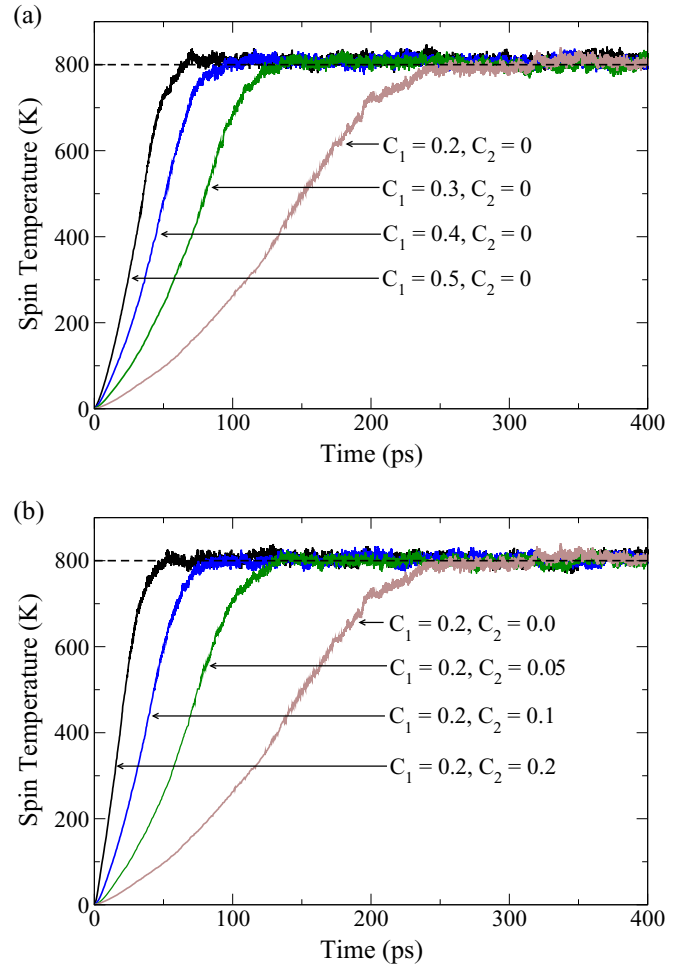 (a)
800
600
400
200
0
Spin Temperature (K)
C₁ = 0.2, C₂ = 0
C₁ = 0.3, C₂ = 0
C₁ = 0.4, C₂ = 0
C₁ = 0.5, C₂ = 0
0 100 200 300 400
Time (ps)
(b)
800
600
400
200
0
Spin Temperature (K)
C₁ = 0.2, C₂ = 0.0
C₁ = 0.2, C₂ = 0.05
C₁ = 0.2, C₂ = 0.1
C₁ = 0.2, C₂ = 0.2
0 100 200 300 400
Time (ps)